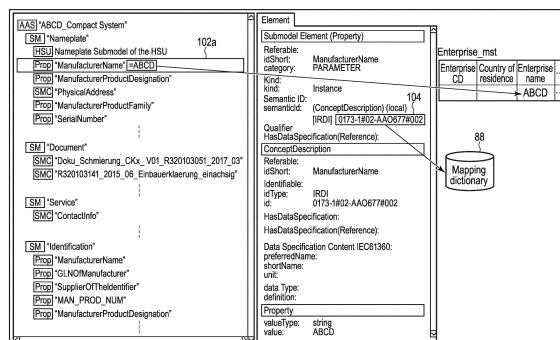 AAS "ABCD_Compact System"
102a
SM "Nameplate"
HSU Nameplate Submodel of the HSU
Prop "ManufacturerName" =ABCD
Prop "ManufacturerProductDesignation"
SMC "PhysicalAddress"
Prop "ManufacturerProductFamily"
Prop "SerialNumber"
SM "Document"
SMC "Doku_Schmierung_CKx_ V01_R320103051_2017_03"
SMC "R320103141_2015_06_Einbauerklaerung_einachsig"
SM "Service"
SMC "ContactInfo"
SM "Identification"
Prop "ManufacturerName"
Prop "GLNOfManufacturer"
Prop "SupplierOfTheIdentifier"
Prop "MAN_PROD_NUM"
Prop "ManufacturerProductDesignation"
Element
Submodel Element (Property)
Referable:
idShort: ManufacturerName
category: PARAMETER
Kind:
kind: Instance
Semantic ID: 104
semanticId: (ConceptDescription) (local)
[IRDI] 0173-1#02-AAO677#002
Qualifier
HasDataSpecification(Reference):
ConceptDescription
Referable:
idShort: ManufacturerName
Identifiable:
idType: IRDI
id: 0173-1#02-AAO677#002
HasDataSpecification:
HasDataSpecification(Reference):
Data Specification Content IEC61360:
preferredName:
shortName:
unit:
data Type:
definition:
Property
valueType: string
value: ABCD
Enterprise_mst
Enterprise CD
Country of residence
Enterprise name
ABCD
88
Mapping
dictionary